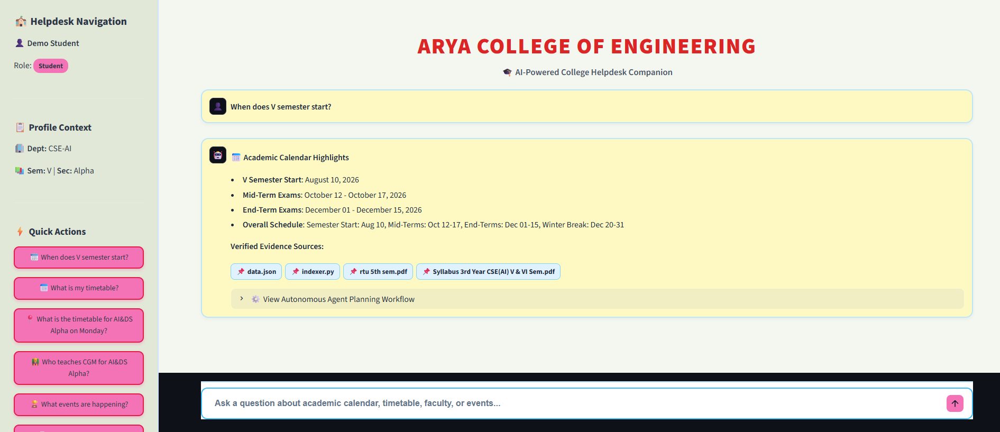 Helpdesk Navigation
Demo Student
Role: Student
Profile Context
Dept: CSE-AI
Sem: V | Sec: Alpha
Quick Actions
When does V semester start?
What is my timetable?
What is the timetable for AI&DS
Alpha on Monday?
Who teaches CGM for AI&DS
Alpha?
What events are happening?
ARYA COLLEGE OF ENGINEERING
AI-Powered College Helpdesk Companion
When does V semester start?
Academic Calendar Highlights
• V Semester Start: August 10, 2026
• Mid-Term Exams: October 12 - October 17, 2026
• End-Term Exams: December 01 - December 15, 2026
• Overall Schedule: Semester Start: Aug 10, Mid-Terms: Oct 12-17, End-Terms: Dec 01-15, Winter Break: Dec 20-31
Verified Evidence Sources:
data.json indexer.py rtu 5th sem.pdf Syllabus 3rd Year CSE(AI) V & VI Sem.pdf
View Autonomous Agent Planning Workflow
Ask a question about academic calendar, timetable, faculty, or events...